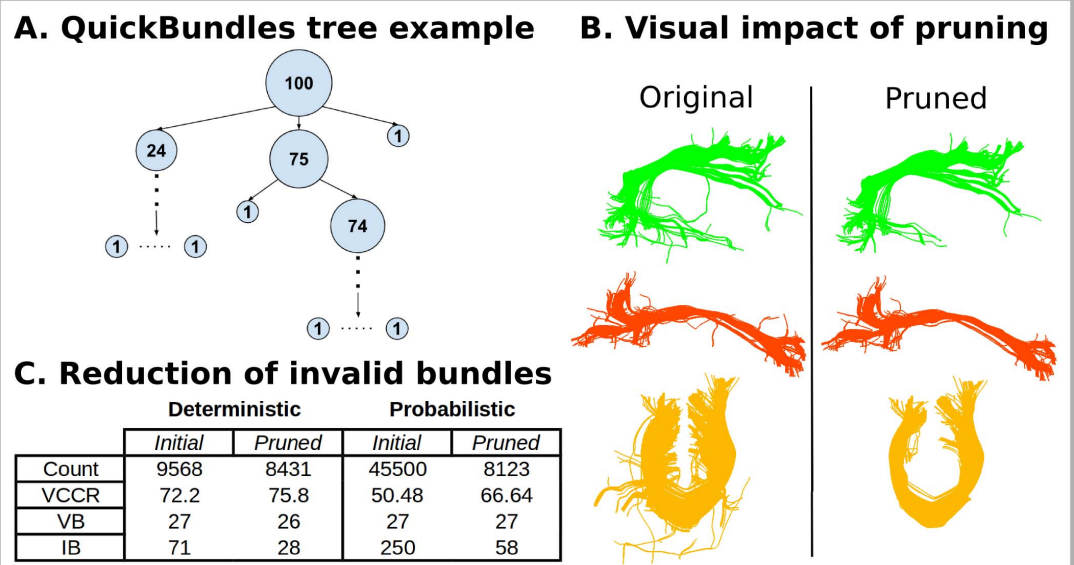 A. QuickBundles tree example
100
24
75
1
1
74
1 ..... 1
1 ..... 1
B. Visual impact of pruning
Original Pruned
C. Reduction of invalid bundles
Deterministic Probabilistic
Initial Pruned Initial Pruned
Count 9568 8431 45500 8123
VCCR 72.2 75.8 50.48 66.64
VB 27 26 27 27
IB 71 28 250 58